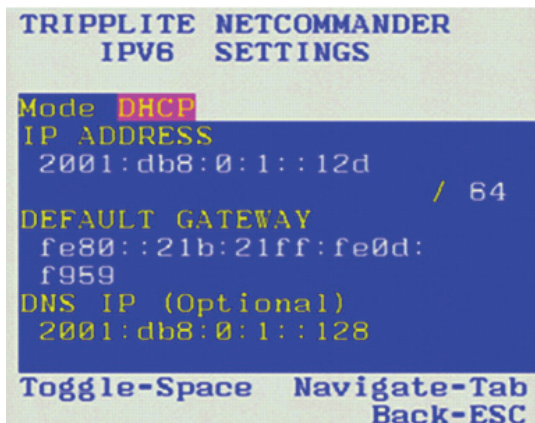 TRIPPLITE NETCOMMANDER
IPV6 SETTINGS
Mode DHCP
IP ADDRESS
2001:db8:0:1::12d
/ 64
DEFAULT GATEWAY
fe80::21b:21ff:fe0d:
f959
DNS IP (Optional)
2001:db8:0:1::128
Toggle-Space Navigate-Tab
Back-ESC